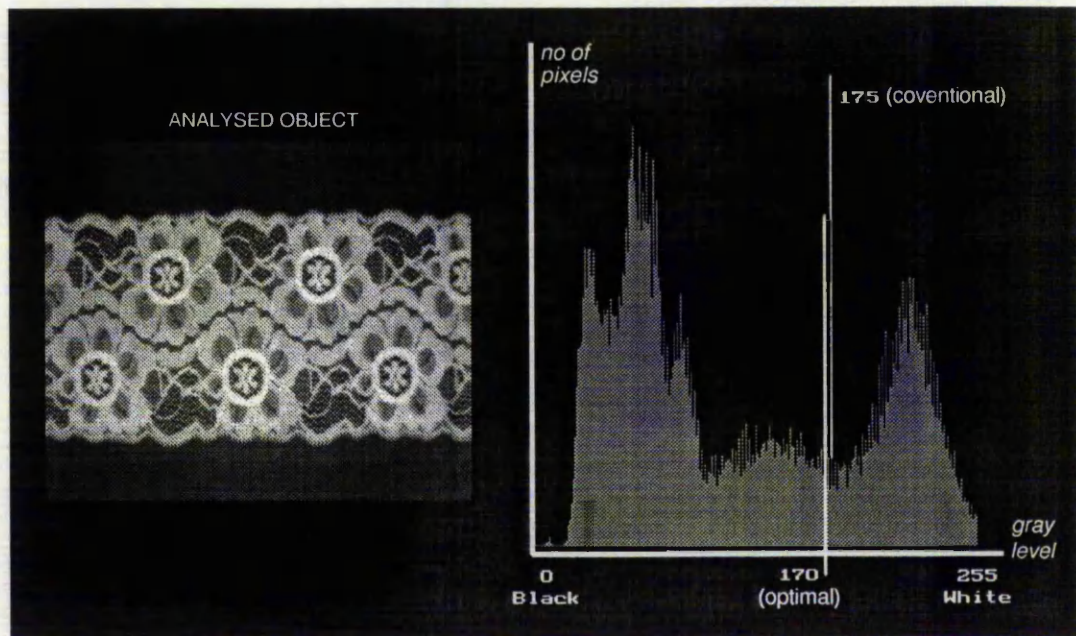 ANALYSED OBJECT
no of
pixels
175 (coventional)
gray
level
0
Black
170
(optimal)
255
White